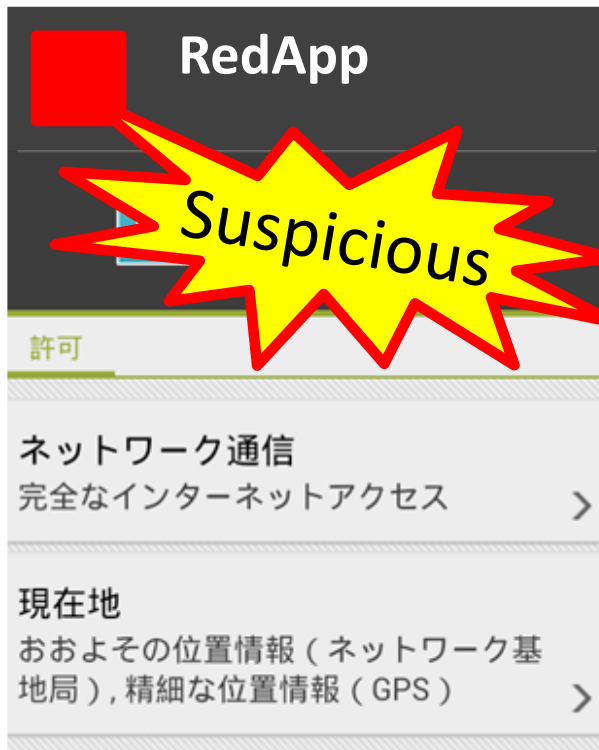 RedApp
Suspicious
許可
ネットワーク通信
完全なインターネットアクセス
現在地
おおよその位置情報 ( ネットワーク基
地局 ) , 精細な位置情報 ( GPS )